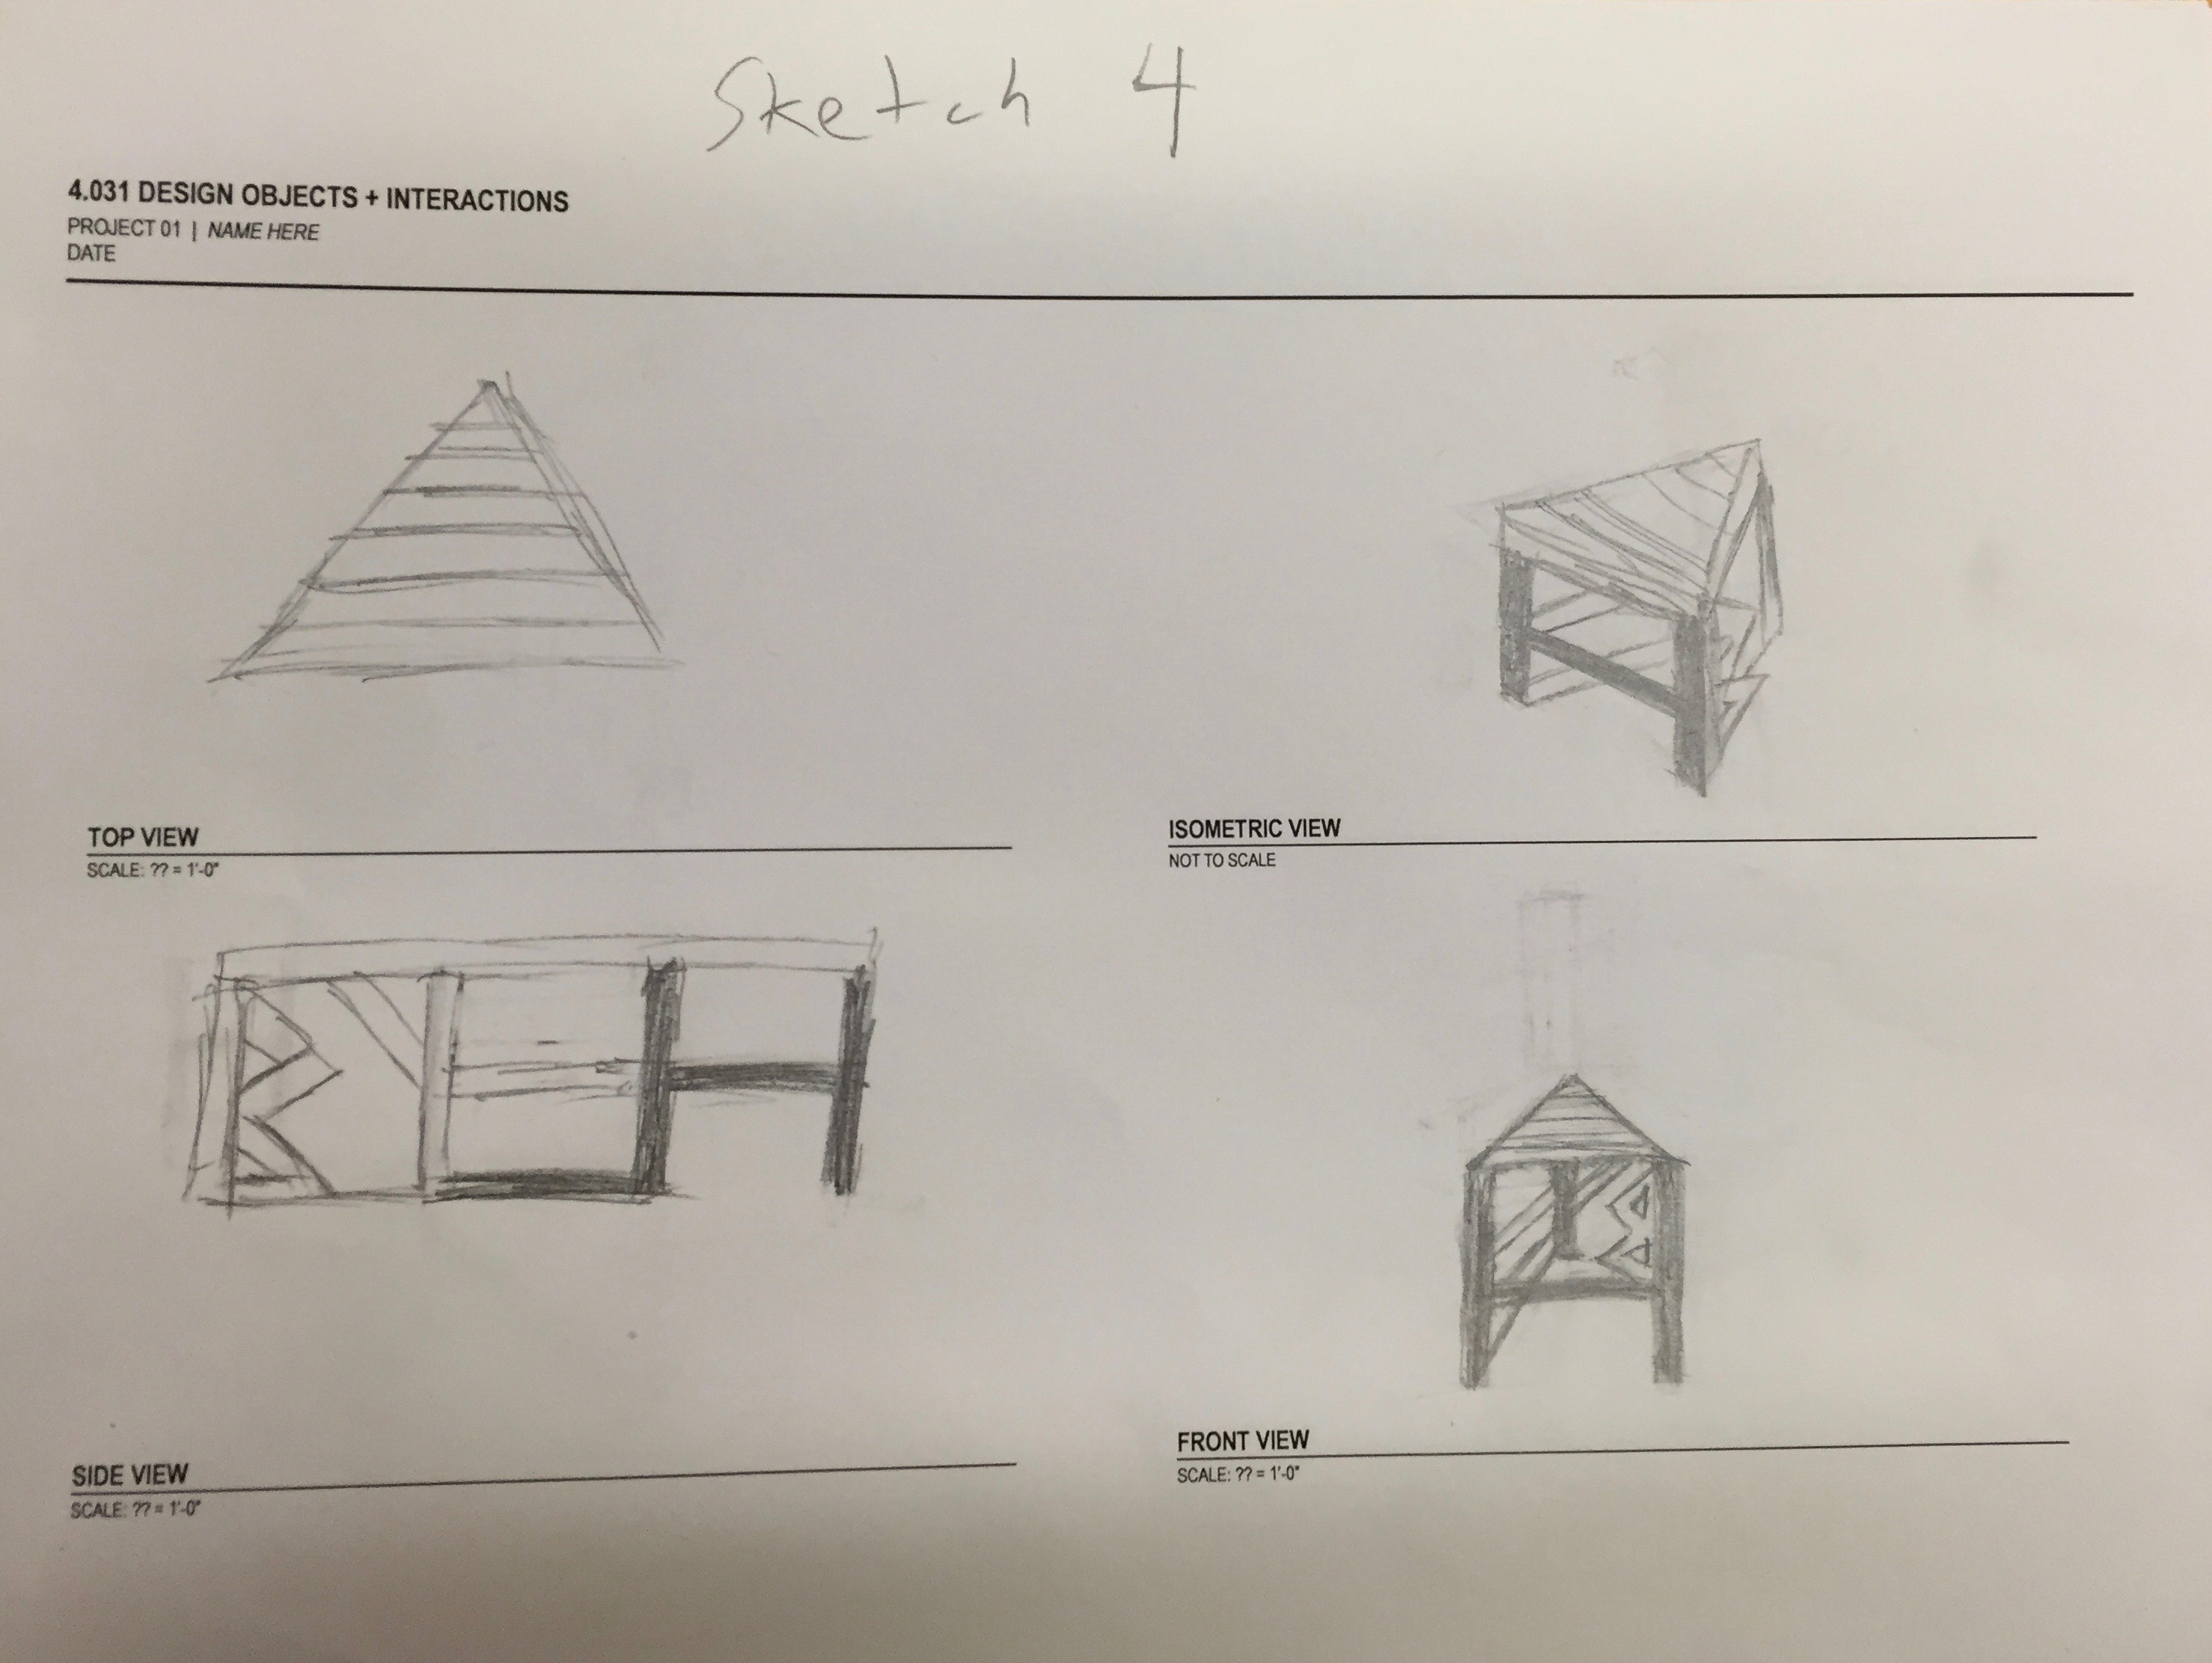 Sketch 4
4.031 DESIGN OBJECTS + INTERACTIONS
PROJECT 01 | NAME HERE
DATE
TOP VIEW
SCALE: ?? = 1'-0"
ISOMETRIC VIEW
NOT TO SCALE
SIDE VIEW
SCALE: ?? = 1'-0"
FRONT VIEW
SCALE: ?? = 1'-0"